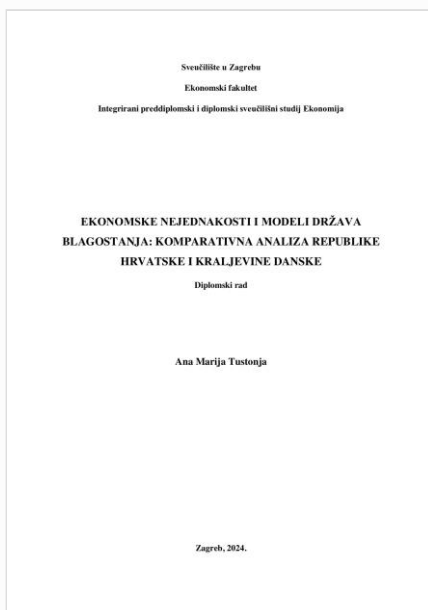 Sveučilište u Zagrebu
Ekonomski fakultet
Integrirani preddiplomski i diplomski sveučilišni studij Ekonomija
EKONOMSKE NEJEDNAKOSTI I MODELI DRŽAVA
BLAGOSTANJA: KOMPARATIVNA ANALIZA REPUBLIKE
HRVATSKE I KRALJEVINE DANSKE
Diplomski rad
Ana Marija Tustonja
Zagreb, 2024.